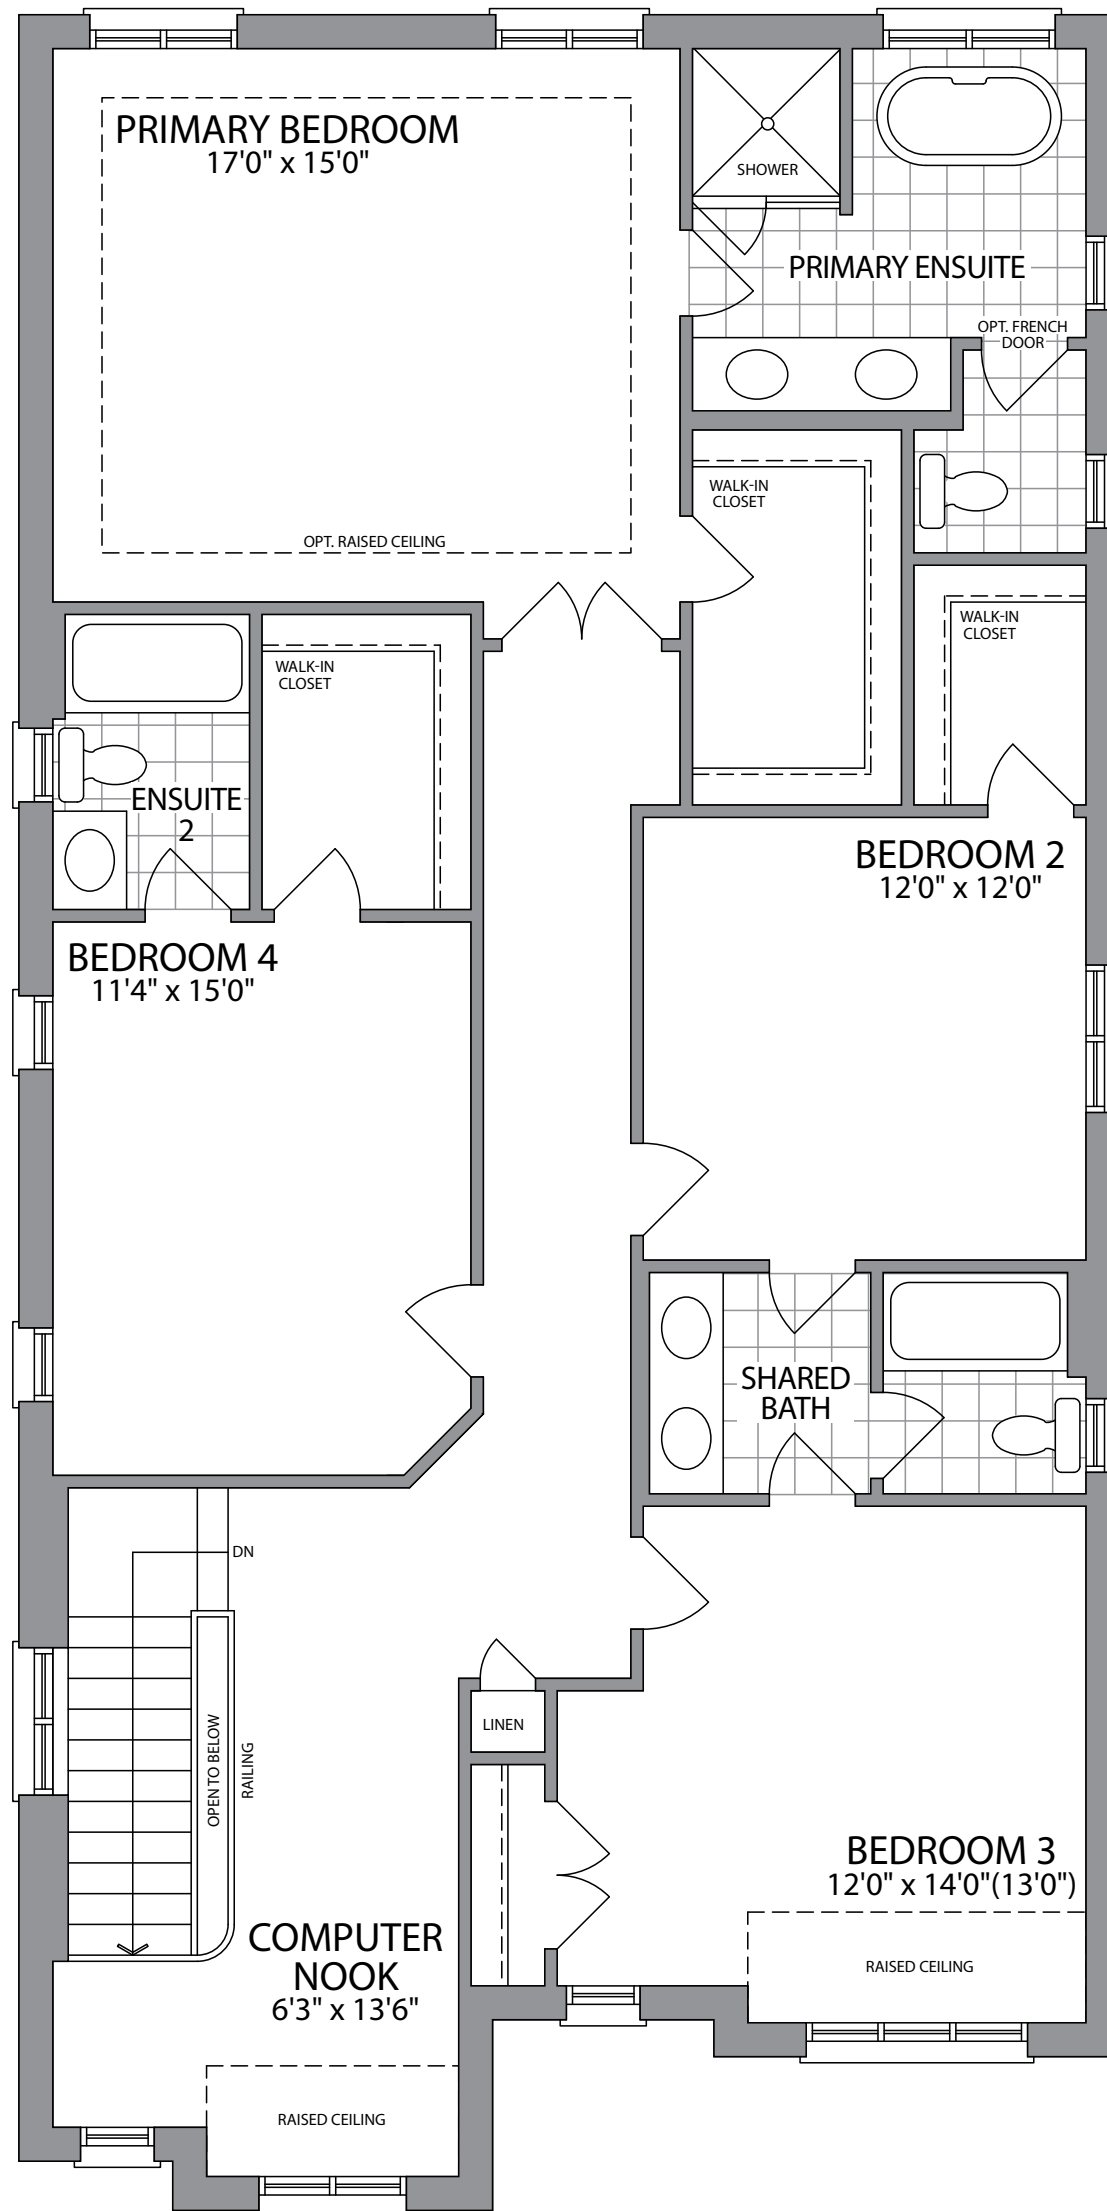 PRIMARY BEDROOM
17'0" x 15'0"
SHOWER
PRIMARY ENSUITE
OPT. FRENCH
DOOR
WALK-IN
CLOSET
OPT. RAISED CEILING
WALK-IN
CLOSET
WALK-IN
CLOSET
ENSUITE
2
BEDROOM 2
12'0" x 12'0"
BEDROOM 4
11'4" x 15'0"
SHARED
BATH
DN
LINEN
OPEN TO BELOW
RAILING
BEDROOM 3
12'0" x 14'0"(13'0")
COMPUTER
NOOK
6'3" x 13'6"
RAISED CEILING
RAISED CEILING